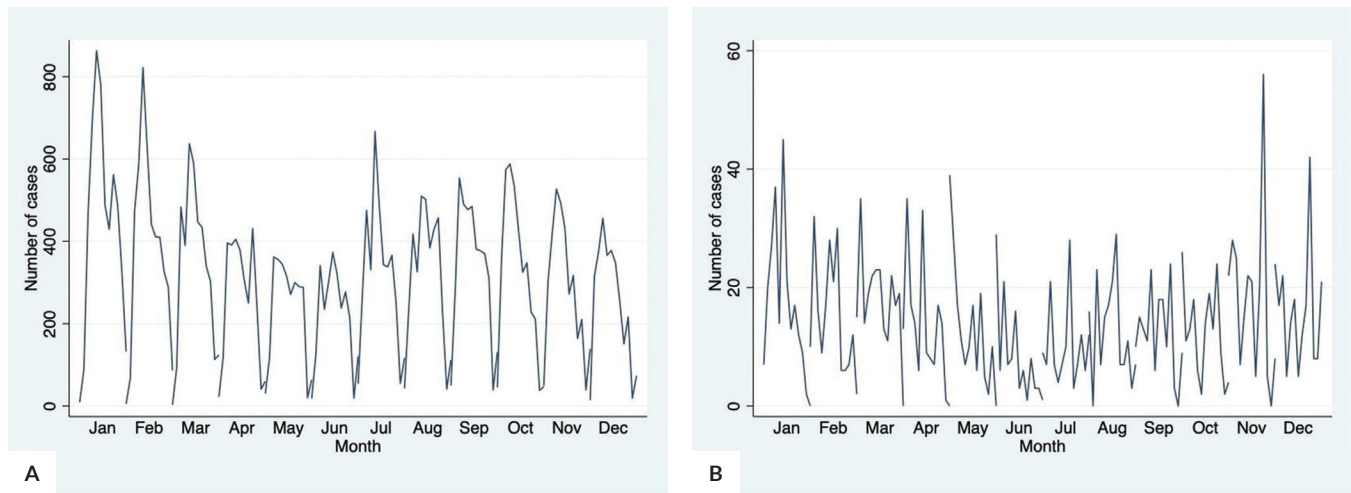 Number of cases
800
600
400
200
0
Jan Feb Mar Apr May Jun Jul Aug Sep Oct Nov Dec
Month
A
Number of cases
60
40
20
0
Jan Feb Mar Apr May Jun Jul Aug Sep Oct Nov Dec
Month
B